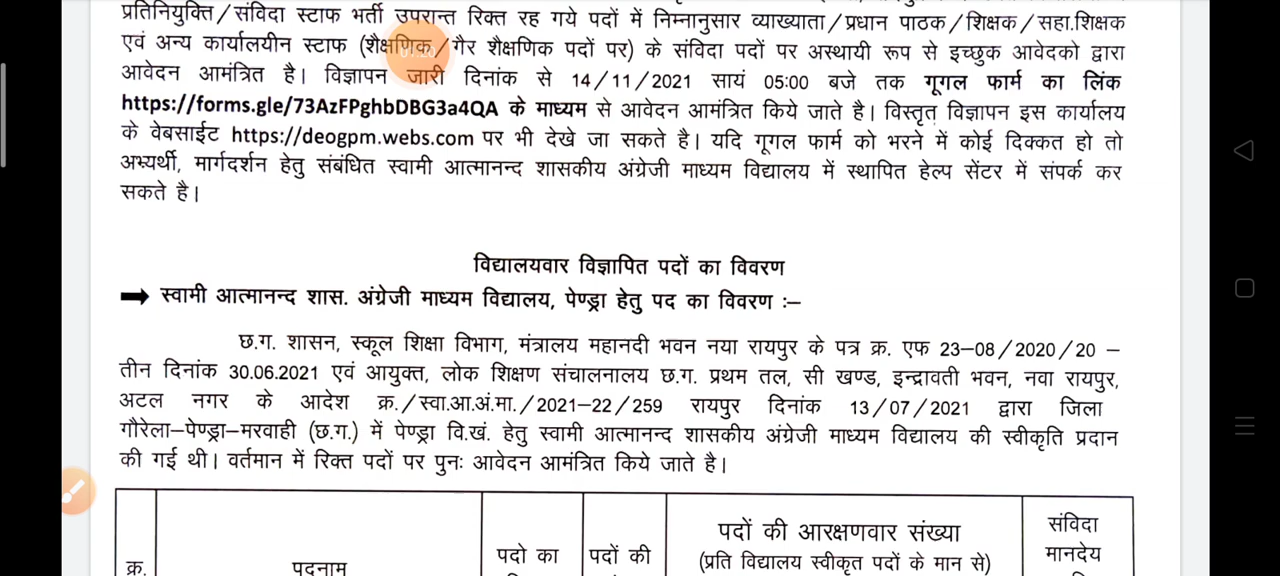 प्रतिनियुक्ति/संविदा स्टाफ भर्ती उपरान्त रिक्त रह गये पदों में निम्नानुसार व्याख्याता/प्रधान पाठक/शिक्षक/सहा.शिक्षक
एवं अन्य कार्यालयीन स्टाफ (शैक्षणिक/गैर शैक्षणिक पदों पर) के संविदा पदों पर अस्थायी रूप से इच्छुक आवेदको द्वारा
आवेदन आमंत्रित है। विज्ञापन जारी दिनांक से 14/11/2021 सायं 05:00 बजे तक गूगल फार्म का लिंक
https://forms.gle/73AzFPghbDBG3a4QA के माध्यम से आवेदन आमंत्रित किये जाते है। विस्तृत विज्ञापन इस कार्यालय
के वेबसाईट https://deogpm.webs.com पर भी देखे जा सकते है। यदि गूगल फार्म को भरने में कोई दिक्कत हो तो
अभ्यर्थी, मार्गदर्शन हेतु संबंधित स्वामी आत्मानन्द शासकीय अंग्रेजी माध्यम विद्यालय में स्थापित हेल्प सेंटर में संपर्क कर
सकते है।
विद्यालयवार विज्ञापित पदों का विवरण
➡ स्वामी आत्मानन्द शास. अंग्रेजी माध्यम विद्यालय, पेण्ड्रा हेतु पद का विवरण :–
छ.ग. शासन, स्कूल शिक्षा विभाग, मंत्रालय महानदी भवन नया रायपुर के पत्र क्र. एफ 23–08/2020/20 –
तीन दिनांक 30.06.2021 एवं आयुक्त, लोक शिक्षण संचालनालय छ.ग. प्रथम तल, सी खण्ड, इन्द्रावती भवन, नवा रायपुर,
अटल नगर के आदेश क्र./स्वा.आ.अं.मा./2021–22/259 रायपुर दिनांक 13/07/2021 द्वारा जिला
गौरेला–पेण्ड्रा–मरवाही (छ.ग.) में पेण्ड्रा वि.खं. हेतु स्वामी आत्मानन्द शासकीय अंग्रेजी माध्यम विद्यालय की स्वीकृति प्रदान
की गई थी। वर्तमान में रिक्त पदों पर पुनः आवेदन आमंत्रित किये जाते है।
क्र. पदनाम पदो का पदों की पदों की आरक्षणवार संख्या संविदा
(प्रति विद्यालय स्वीकृत पदों के मान से) मानदेय